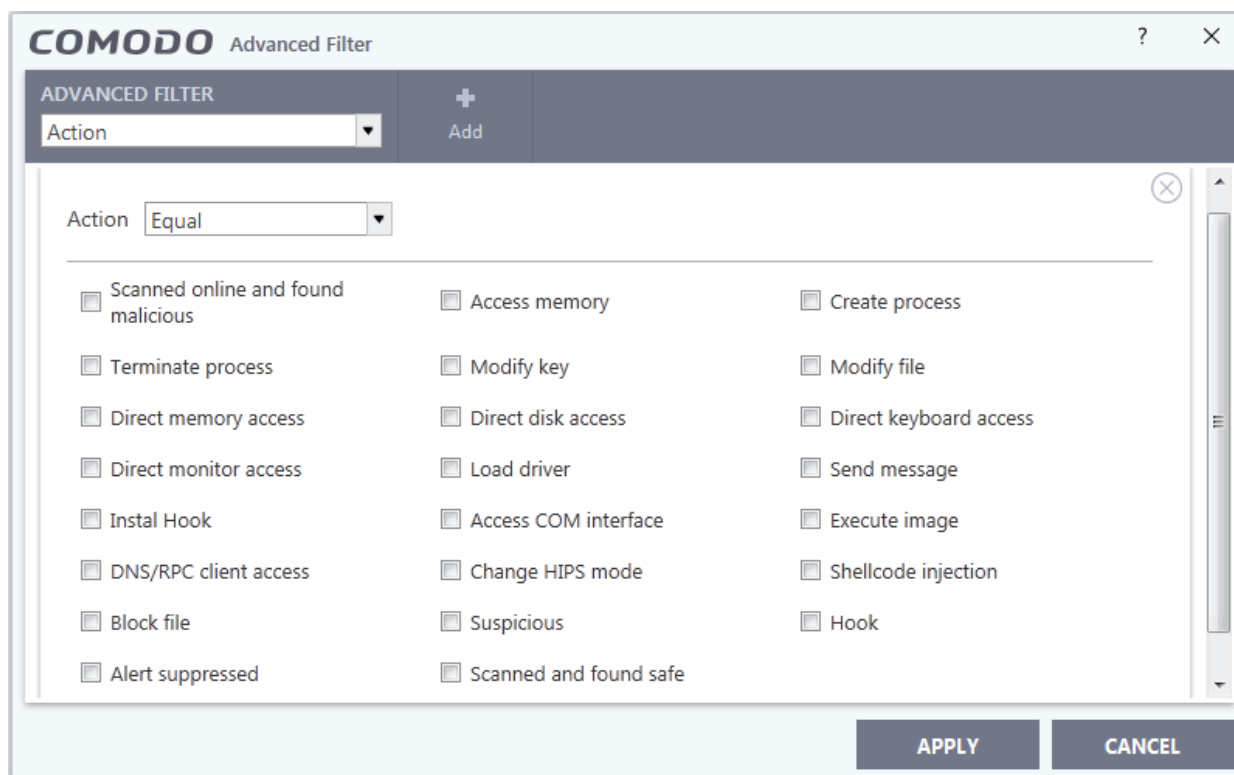 COMODO Advanced Filter ?
ADVANCED FILTER
Action
Add
Action Equal
Scanned online and found
malicious
Access memory
Create process
Terminate process
Modify key
Modify file
Direct memory access
Direct disk access
Direct keyboard access
Direct monitor access
Load driver
Send message
Instal Hook
Access COM interface
Execute image
DNS/RPC client access
Change HIPS mode
Shellcode injection
Block file
Suspicious
Hook
Alert suppressed
Scanned and found safe
APPLY
CANCEL